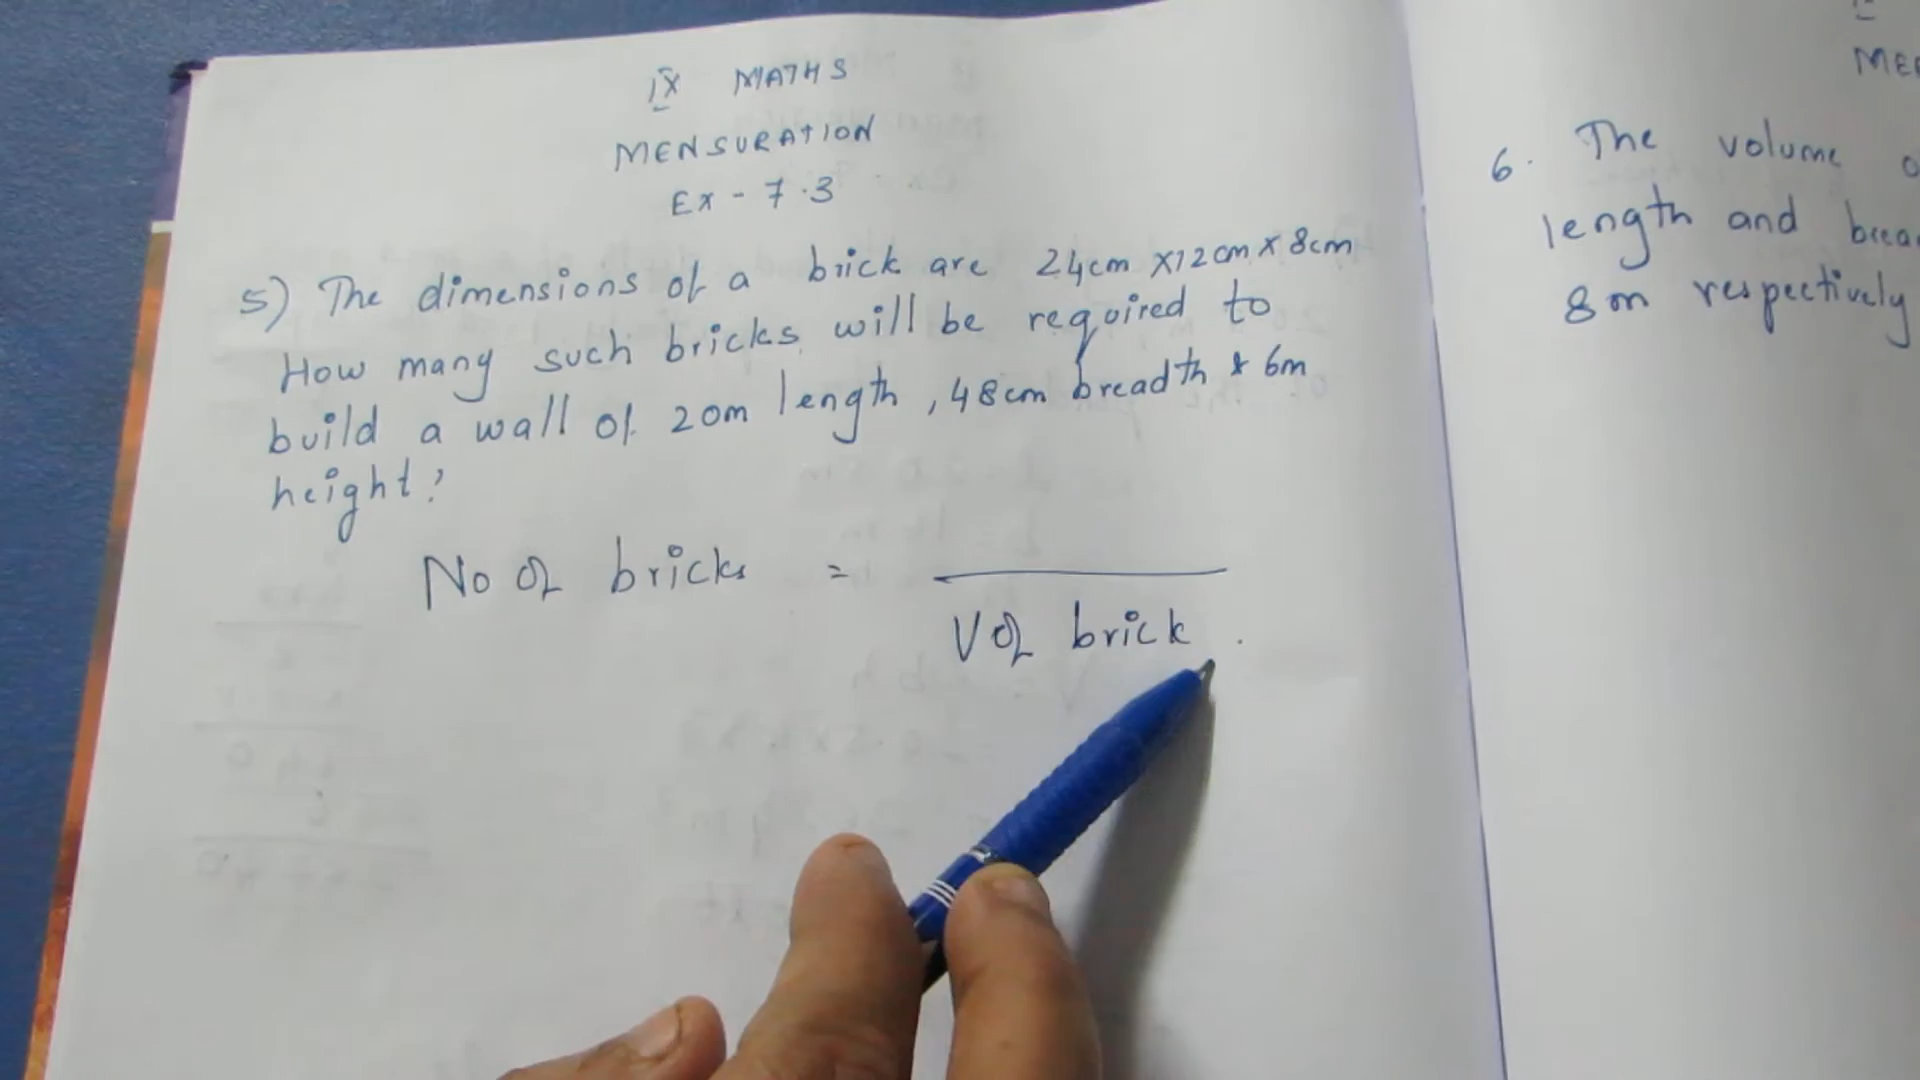 IX MATHS
MENSURATION
Ex - 7.3
5) The dimensions of a brick are 24cm x12cm x 8cm
How many such bricks will be required to
build a wall of 20m length, 48cm breadth & 6m
height?
No of bricks =
V of brick
6. The volume
length and
8m respectively